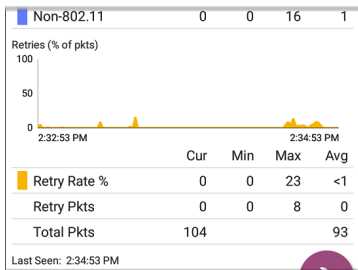 Non-802.11 0 0 16 1
Retries (% of pkts)
100
50
0
2:32:53 PM 2:34:53 PM
Cur Min Max Avg
Retry Rate % 0 0 23 <1
Retry Pkts 0 0 8 0
Total Pkts 104 93
Last Seen: 2:34:53 PM